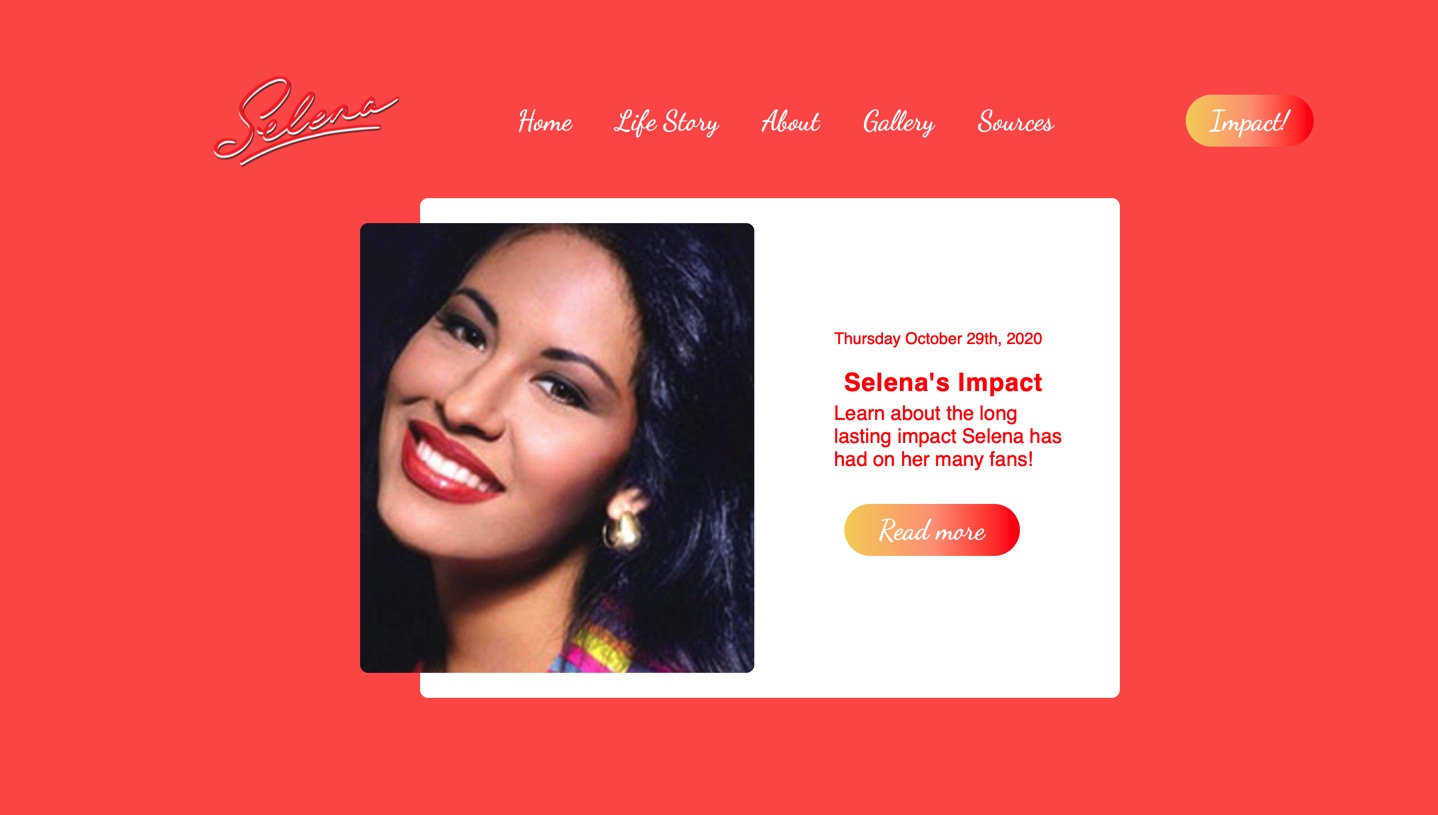 Selena
Home Life Story About Gallery Sources
Impact!
Thursday October 29th, 2020
Selena's Impact
Learn about the long
lasting impact Selena has
had on her many fans!
Read more